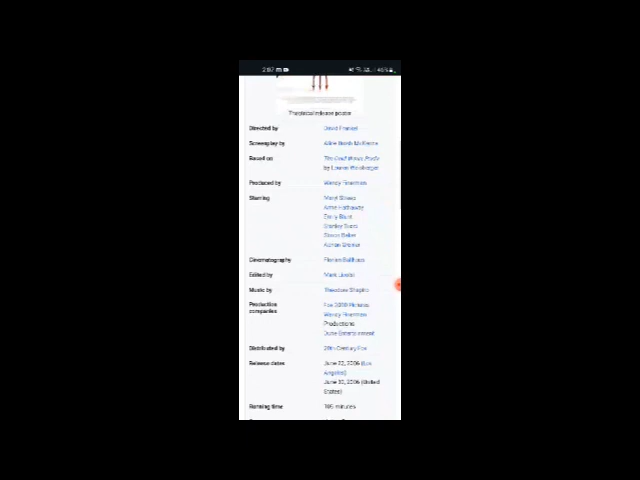 2:07
Theatrical release poster
Directed by David Frankel
Screenplay by Aline Brosh McKenna
Based on The Devil Wears Prada
by Lauren Weisberger
Produced by Wendy Finerman
Starring Meryl Streep
Anne Hathaway
Emily Blunt
Stanley Tucci
Simon Baker
Adrian Grenier
Cinematography Florian Ballhaus
Edited by Mark Livolsi
Music by Theodore Shapiro
Production Fox 2000 Pictures
companies Wendy Finerman
Productions
Dune Entertainment
Distributed by 20th Century Fox
Release dates June 22, 2006 (Los
Angeles)
June 30, 2006 (United
States)
Running time minutes